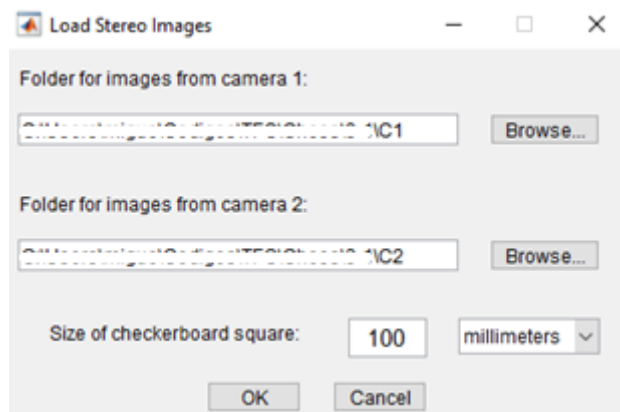 Load Stereo Images
Folder for images from camera 1:
\C1 Browse...
Folder for images from camera 2:
\C2 Browse...
Size of checkerboard square: 100 millimeters
OK Cancel